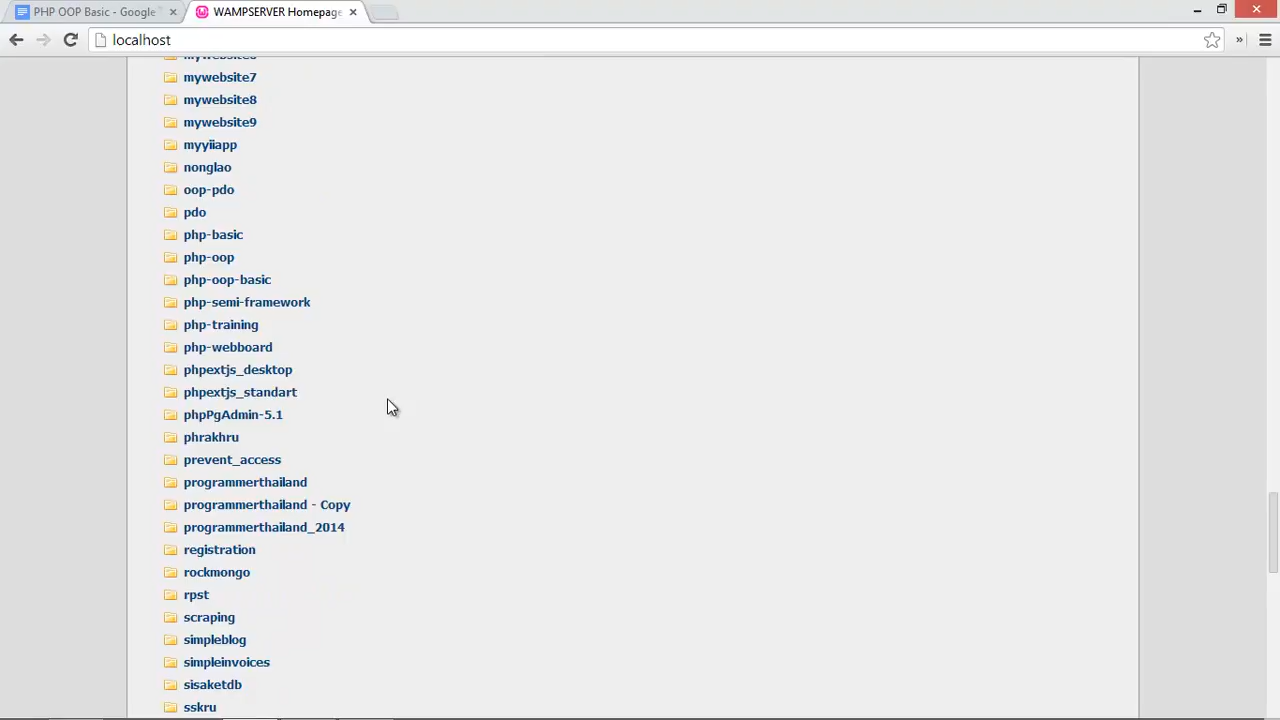 PHP OOP Basic - Google
WAMPSERVER Homepage
localhost
mywebsite7
mywebsite8
mywebsite9
myyiiapp
nonglao
oop-pdo
pdo
php-basic
php-oop
php-oop-basic
php-semi-framework
php-training
php-webboard
phpextjs_desktop
phpextjs_standart
phpPgAdmin-5.1
phrakhru
prevent_access
programmerthailand
programmerthailand - Copy
programmerthailand_2014
registration
rockmongo
rpst
scraping
simpleblog
simpleinvoices
sisaketdb
sskru